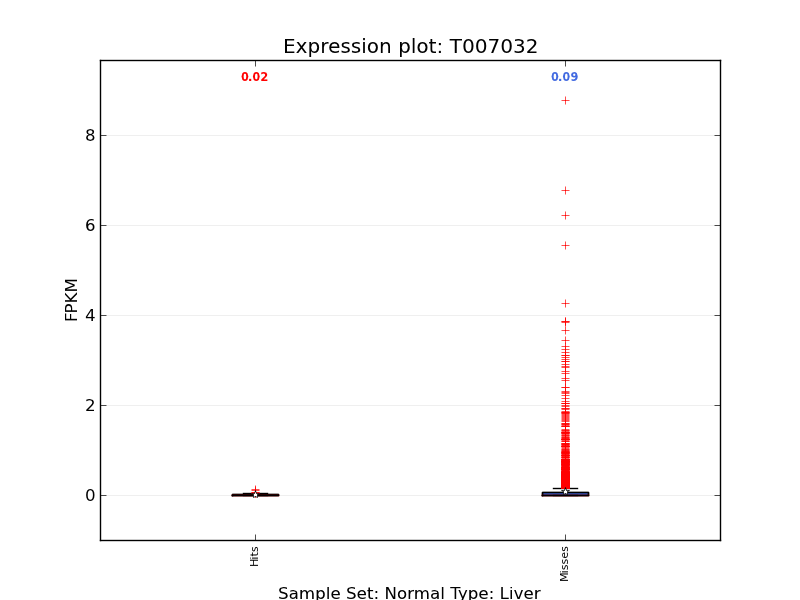 Expression plot: T007032
0.02
0.09
8
6
4
2
0
FPKM
Hits
Misses
Sample Set: Normal Type: Liver